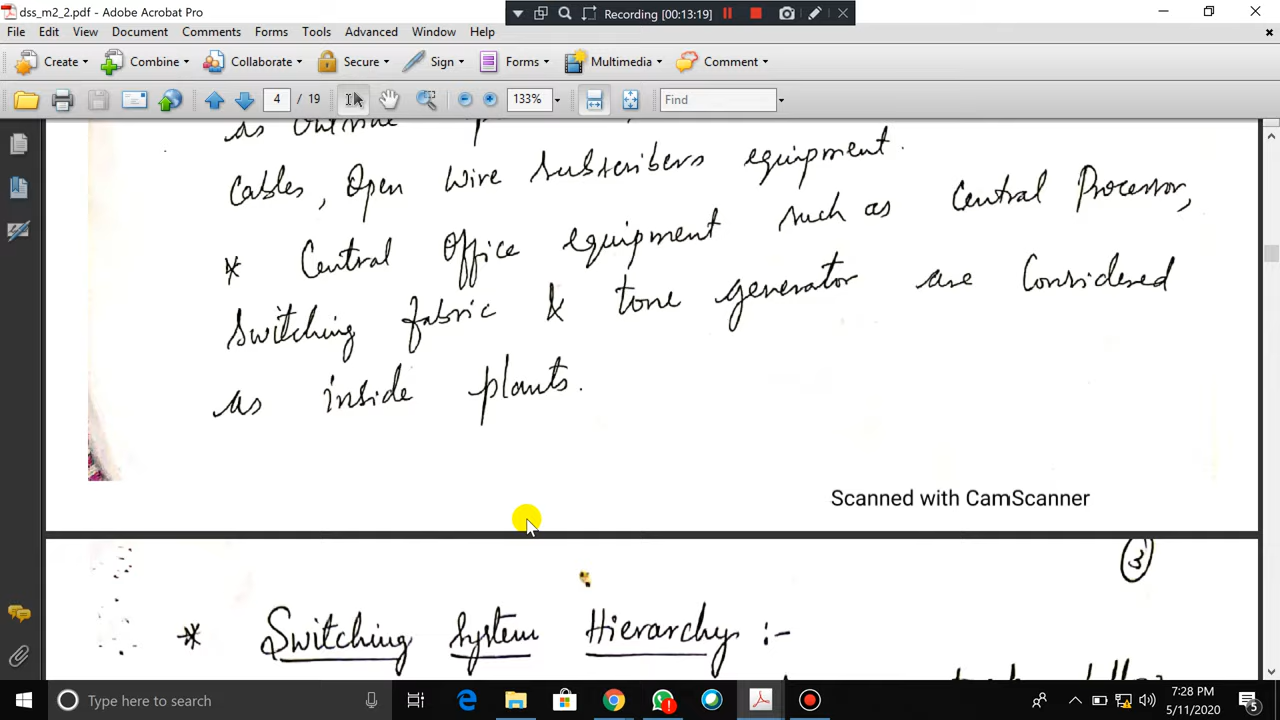 dss_m2_2.pdf - Adobe Acrobat Pro
Recording [00:13:19]
File Edit View Document Comments Forms Tools Advanced Window Help
Create Combine Collaborate Secure Sign Forms Multimedia Comment
4 / 19 133% Find
as outside
Cables, Open Wire Subscribers equipment.
* Central Office equipment such as Central Processor,
Switching fabric & tone generator are Considered
as inside plants.
Scanned with CamScanner
3
* Switching System Hierarchy :-
Type here to search
7:28 PM
5/11/2020
5